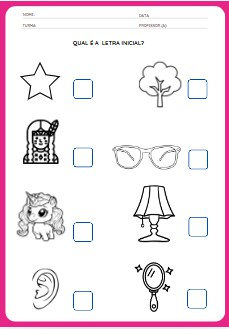 NOME: DATA:
TURMA: PROFESSOR (A):
QUAL É A LETRA INICIAL?